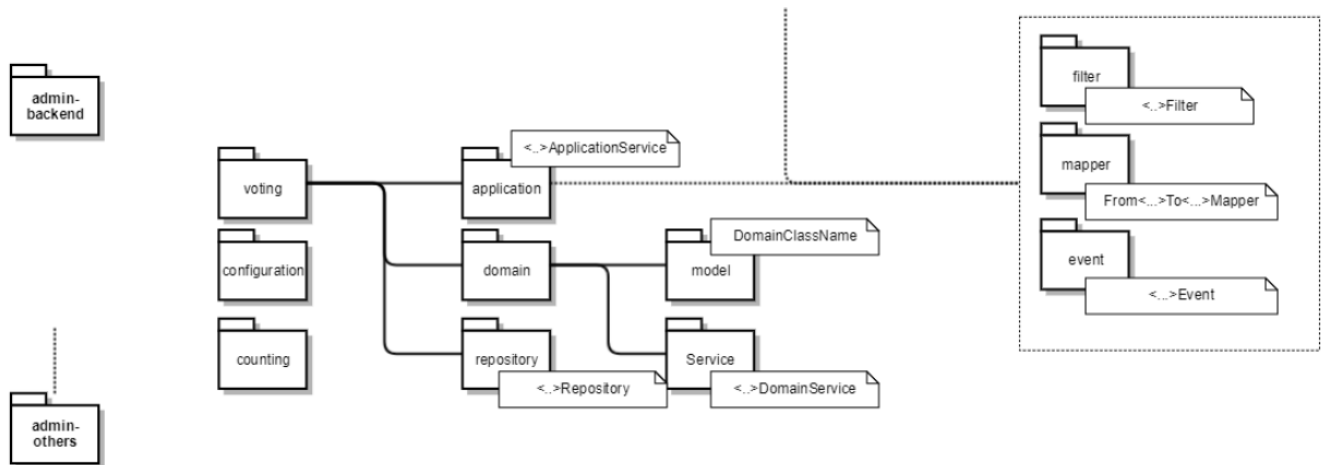 admin-
backend
filter
<..>Filter
<..>ApplicationService
voting
application
mapper
From<...>To<...>Mapper
DomainClassName
configuration
domain
model
event
<...>Event
counting
repository
<..>Repository
Service
<..>DomainService
admin-
others